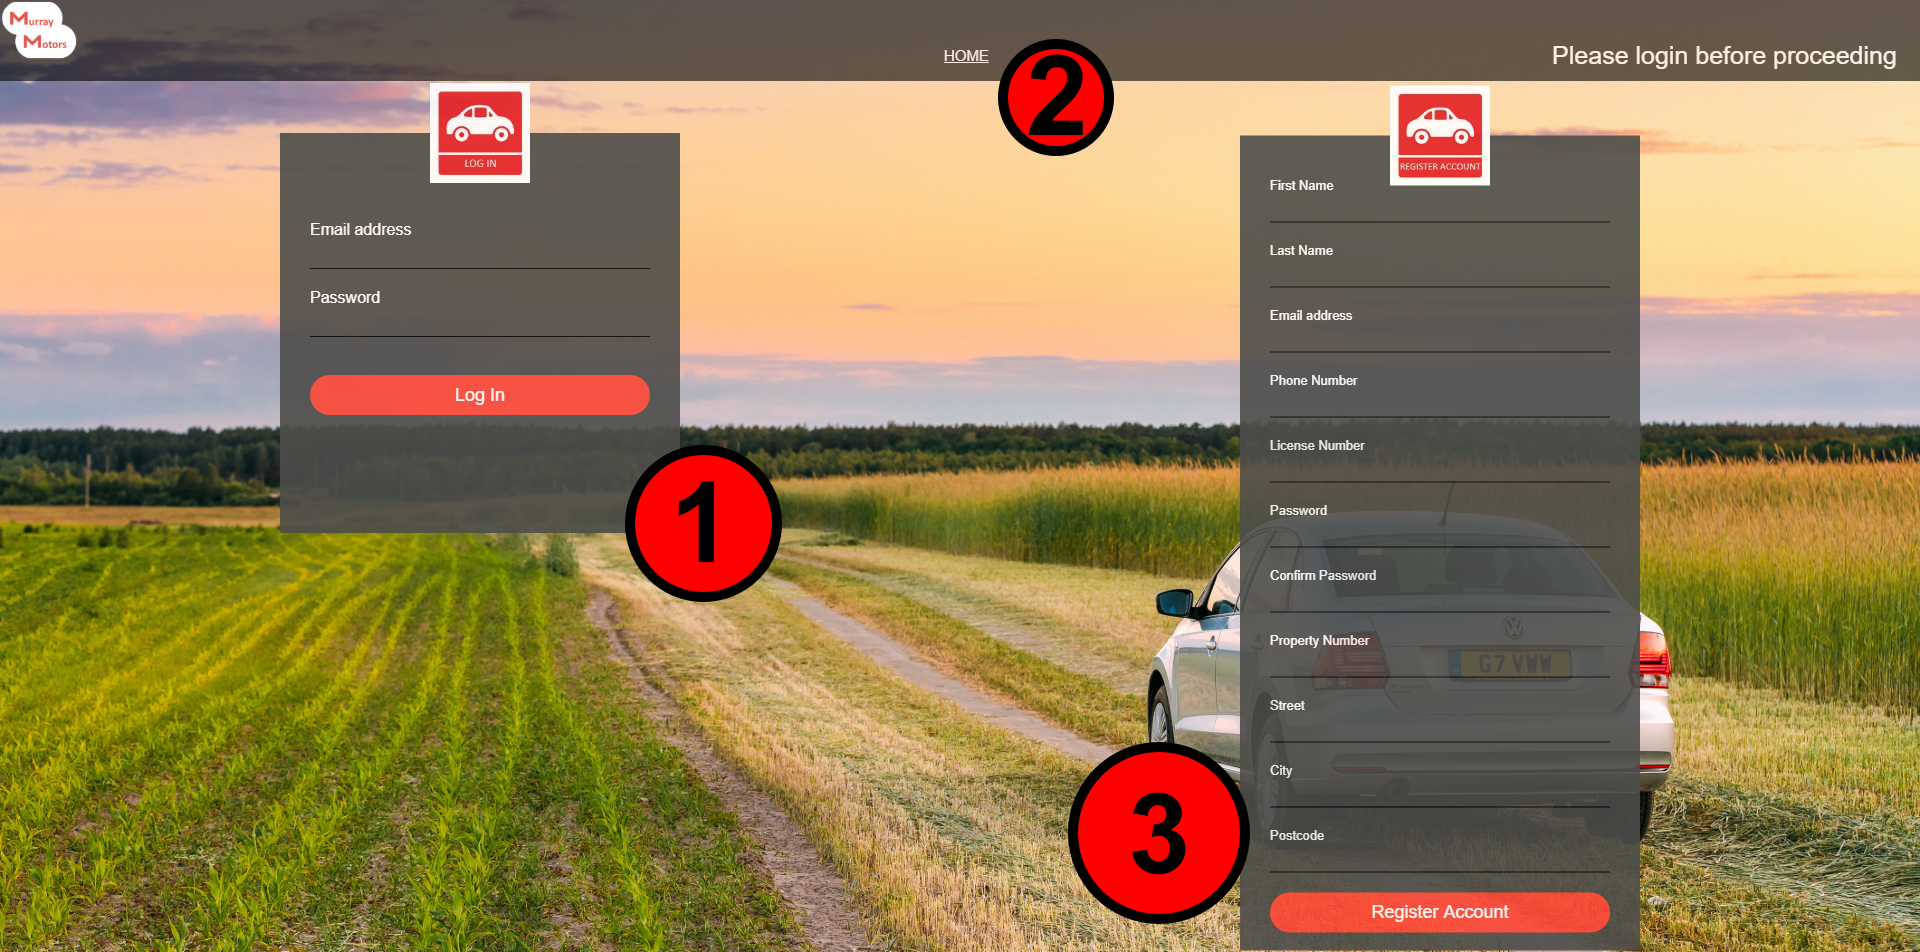 Murray
Motors
HOME
Please login before proceeding
2
LOG IN
Email address
Password
Log In
1
REGISTER ACCOUNT
First Name
Last Name
Email address
Phone Number
License Number
Password
Confirm Password
Property Number
G7 VWW
Street
City
Postcode
Register Account
3